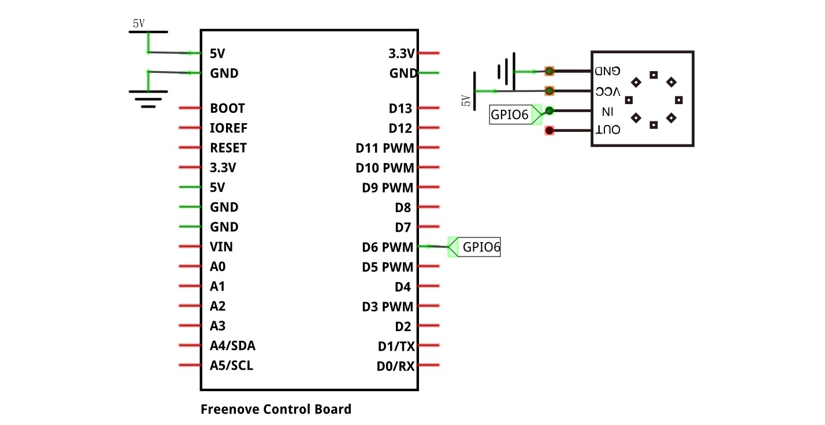 5V
5V
GND
BOOT
IOREF
RESET
3.3V
5V
GND
GND
VIN
A0
A1
A2
A3
A4/SDA
A5/SCL
3.3V
GND
D13
D12
D11 PWM
D10 PWM
D9 PWM
D8
D7
D6 PWM
D5 PWM
D4
D3 PWM
D2
D1/TX
D0/RX
GPIO6
5V
GPIO6
GND
VCC
IN
OUT
Freenove Control Board